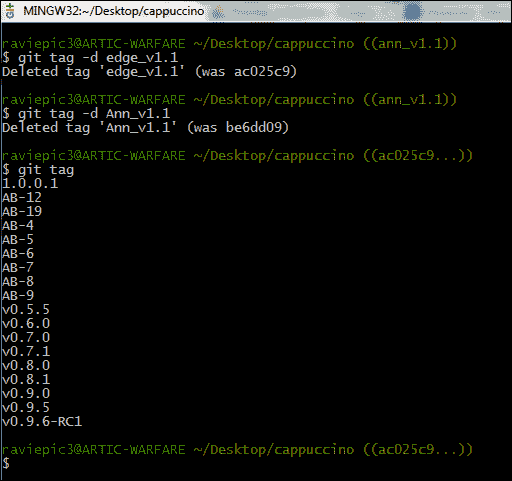 MINGW32:~/Desktop/cappuccino
raviepic3@ARTIC-WARFARE ~/Desktop/cappuccino ((ann_v1.1))
$ git tag -d edge_v1.1
Deleted tag 'edge_v1.1' (was ac025c9)
raviepic3@ARTIC-WARFARE ~/Desktop/cappuccino ((ann_v1.1))
$ git tag -d Ann_v1.1
Deleted tag 'Ann_v1.1' (was be6dd09)
raviepic3@ARTIC-WARFARE ~/Desktop/cappuccino ((ac025c9...))
$ git tag
1.0.0.1
AB-12
AB-19
AB-4
AB-5
AB-6
AB-7
AB-8
AB-9
v0.5.5
v0.6.0
v0.7.0
v0.7.1
v0.8.0
v0.8.1
v0.9.0
v0.9.5
v0.9.6-RC1
raviepic3@ARTIC-WARFARE ~/Desktop/cappuccino ((ac025c9...))
$